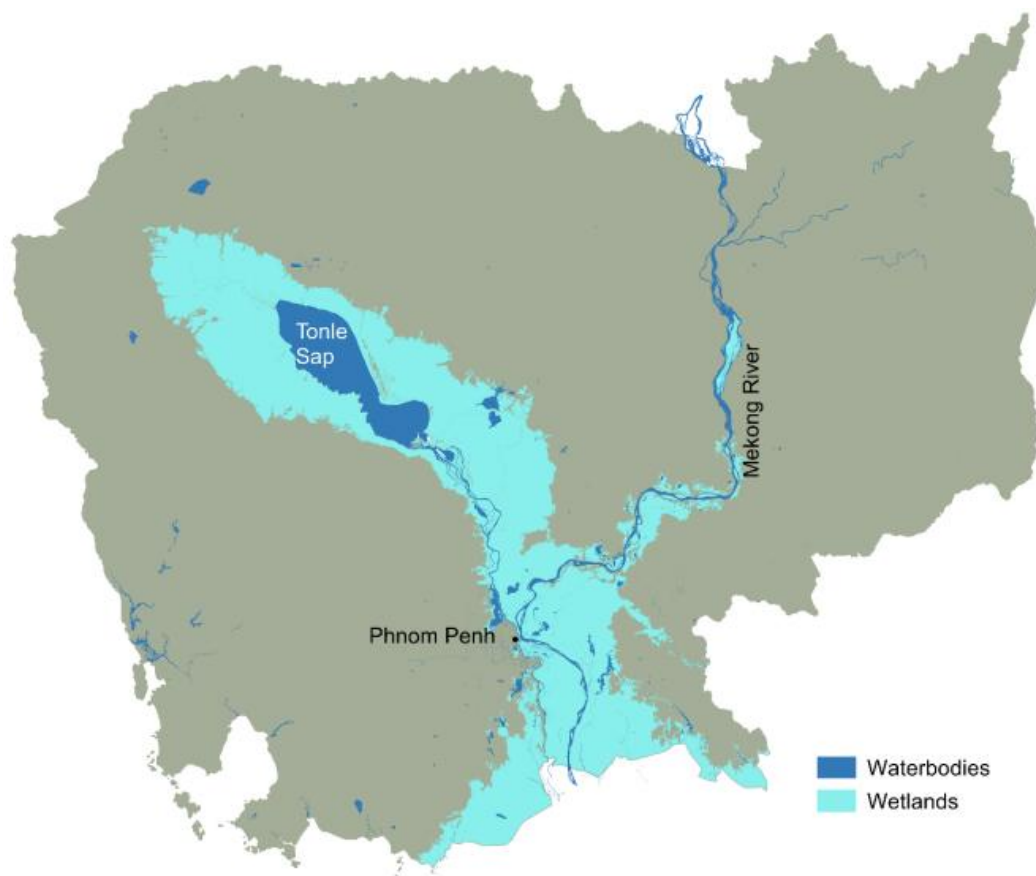 Tonle
Sap
Mekong River
Phnom Penh
Waterbodies
Wetlands